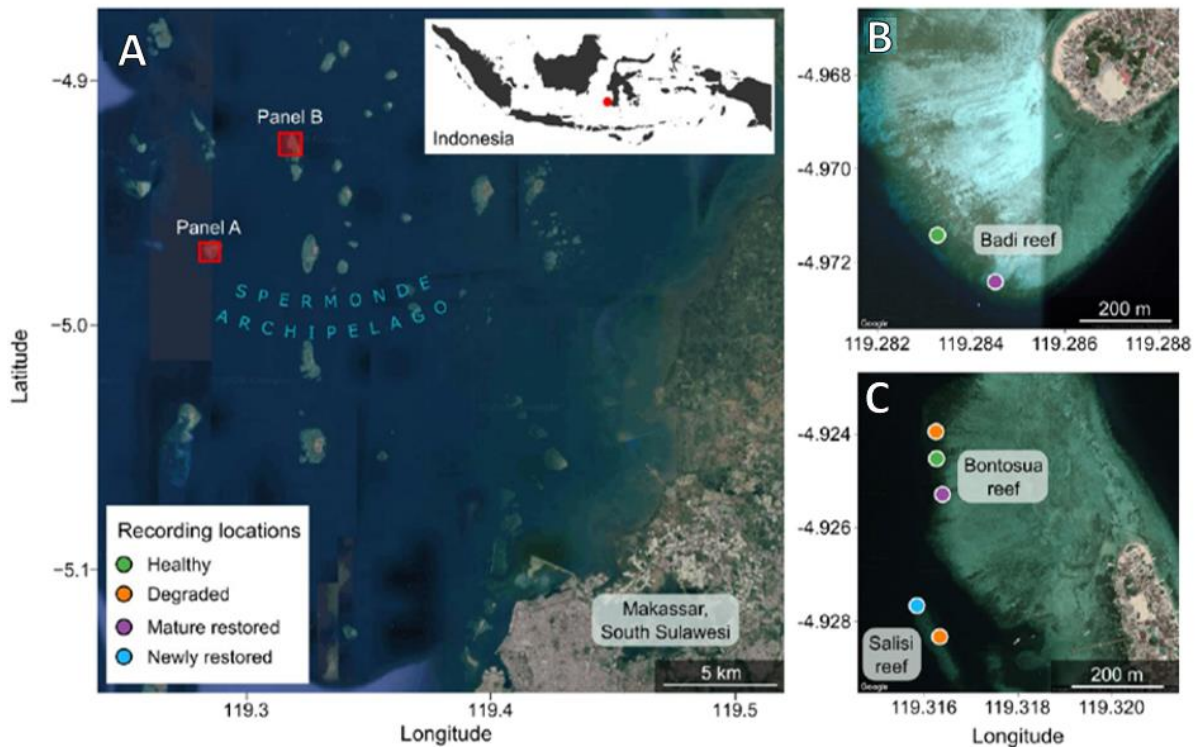 A
−4.9
−5.0
−5.1
Latitude
Panel B
Panel A
SPERMONDE
ARCHIPELAGO
Indonesia
Recording locations
Healthy
Degraded
Mature restored
Newly restored
Makassar,
South Sulawesi
5 km
119.3
119.4
119.5
Longitude
B
-4.968
-4.970
-4.972
Badi reef
200 m
Google
119.282
119.284
119.286
119.288
C
-4.924
-4.926
-4.928
Bontosua
reef
Salisi
reef
200 m
Google
119.316
119.318
119.320
Longitude